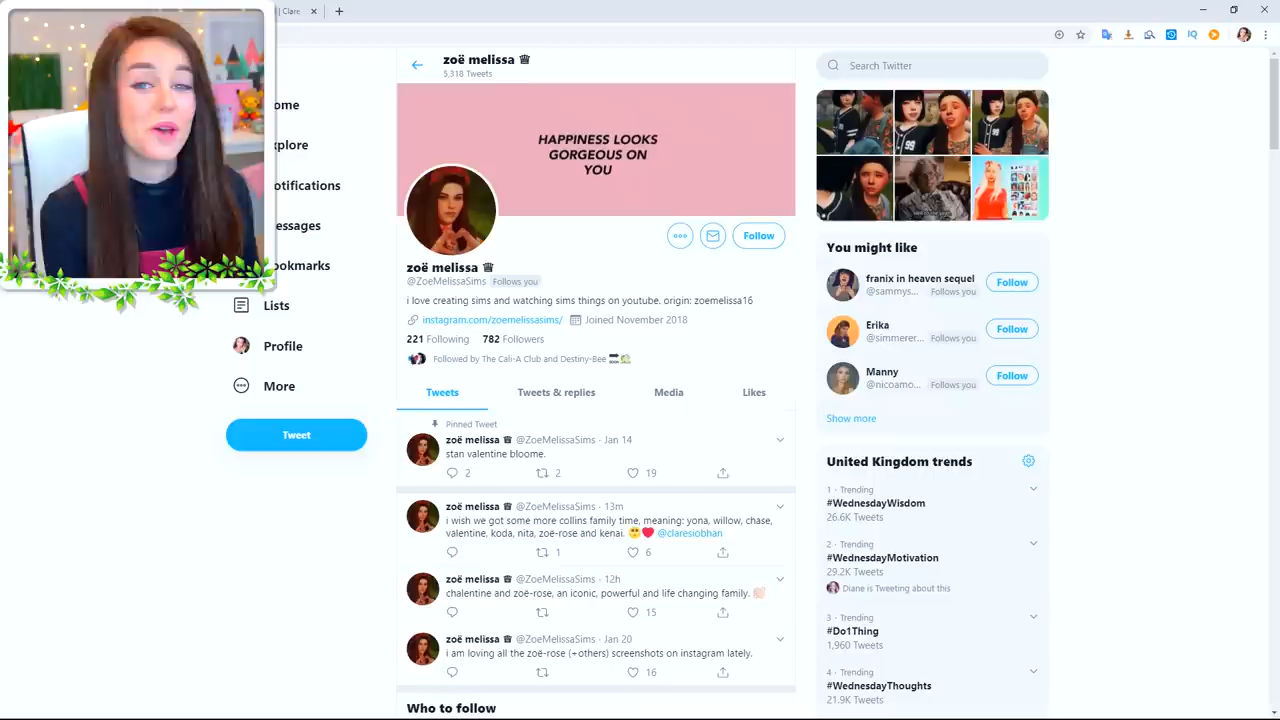 Clare
IQ
ome
xplore
otifications
essages
ookmarks
Lists
Profile
More
Tweet
zoë melissa ♕
5,318 Tweets
HAPPINESS LOOKS
GORGEOUS ON
YOU
Follow
zoë melissa ♕
@ZoeMelissaSims Follows you
i love creating sims and watching sims things on youtube. origin: zoemelissa16
instagram.com/zoemelissasims/ Joined November 2018
221 Following 782 Followers
Followed by The Cali-A Club and Destiny-Bee
Tweets Tweets & replies Media Likes
Pinned Tweet
zoë melissa ♕ @ZoeMelissaSims · Jan 14
stan valentine bloome.
2 2 19
zoë melissa ♕ @ZoeMelissaSims · 13m
i wish we got some more collins family time, meaning: yona, willow, chase,
valentine, koda, nita, zoë-rose and kenai. 🥺❤️ @claresiobhan
1 6
zoë melissa ♕ @ZoeMelissaSims · 12h
chalentine and zoë-rose, an iconic, powerful and life changing family.
15
zoë melissa ♕ @ZoeMelissaSims · Jan 20
i am loving all the zoë-rose (+others) screenshots on instagram lately.
16
Who to follow
Search Twitter
99
99
You might like
franix in heaven sequel
@sammys... Follows you
Follow
Erika
@simmerer... Follows you
Follow
Manny
@nicoamo... Follows you
Follow
Show more
United Kingdom trends
1 · Trending
#WednesdayWisdom
26.6K Tweets
2 · Trending
#WednesdayMotivation
29.2K Tweets
Diane is Tweeting about this
3 · Trending
#Do1Thing
1,960 Tweets
4 · Trending
#WednesdayThoughts
21.9K Tweets